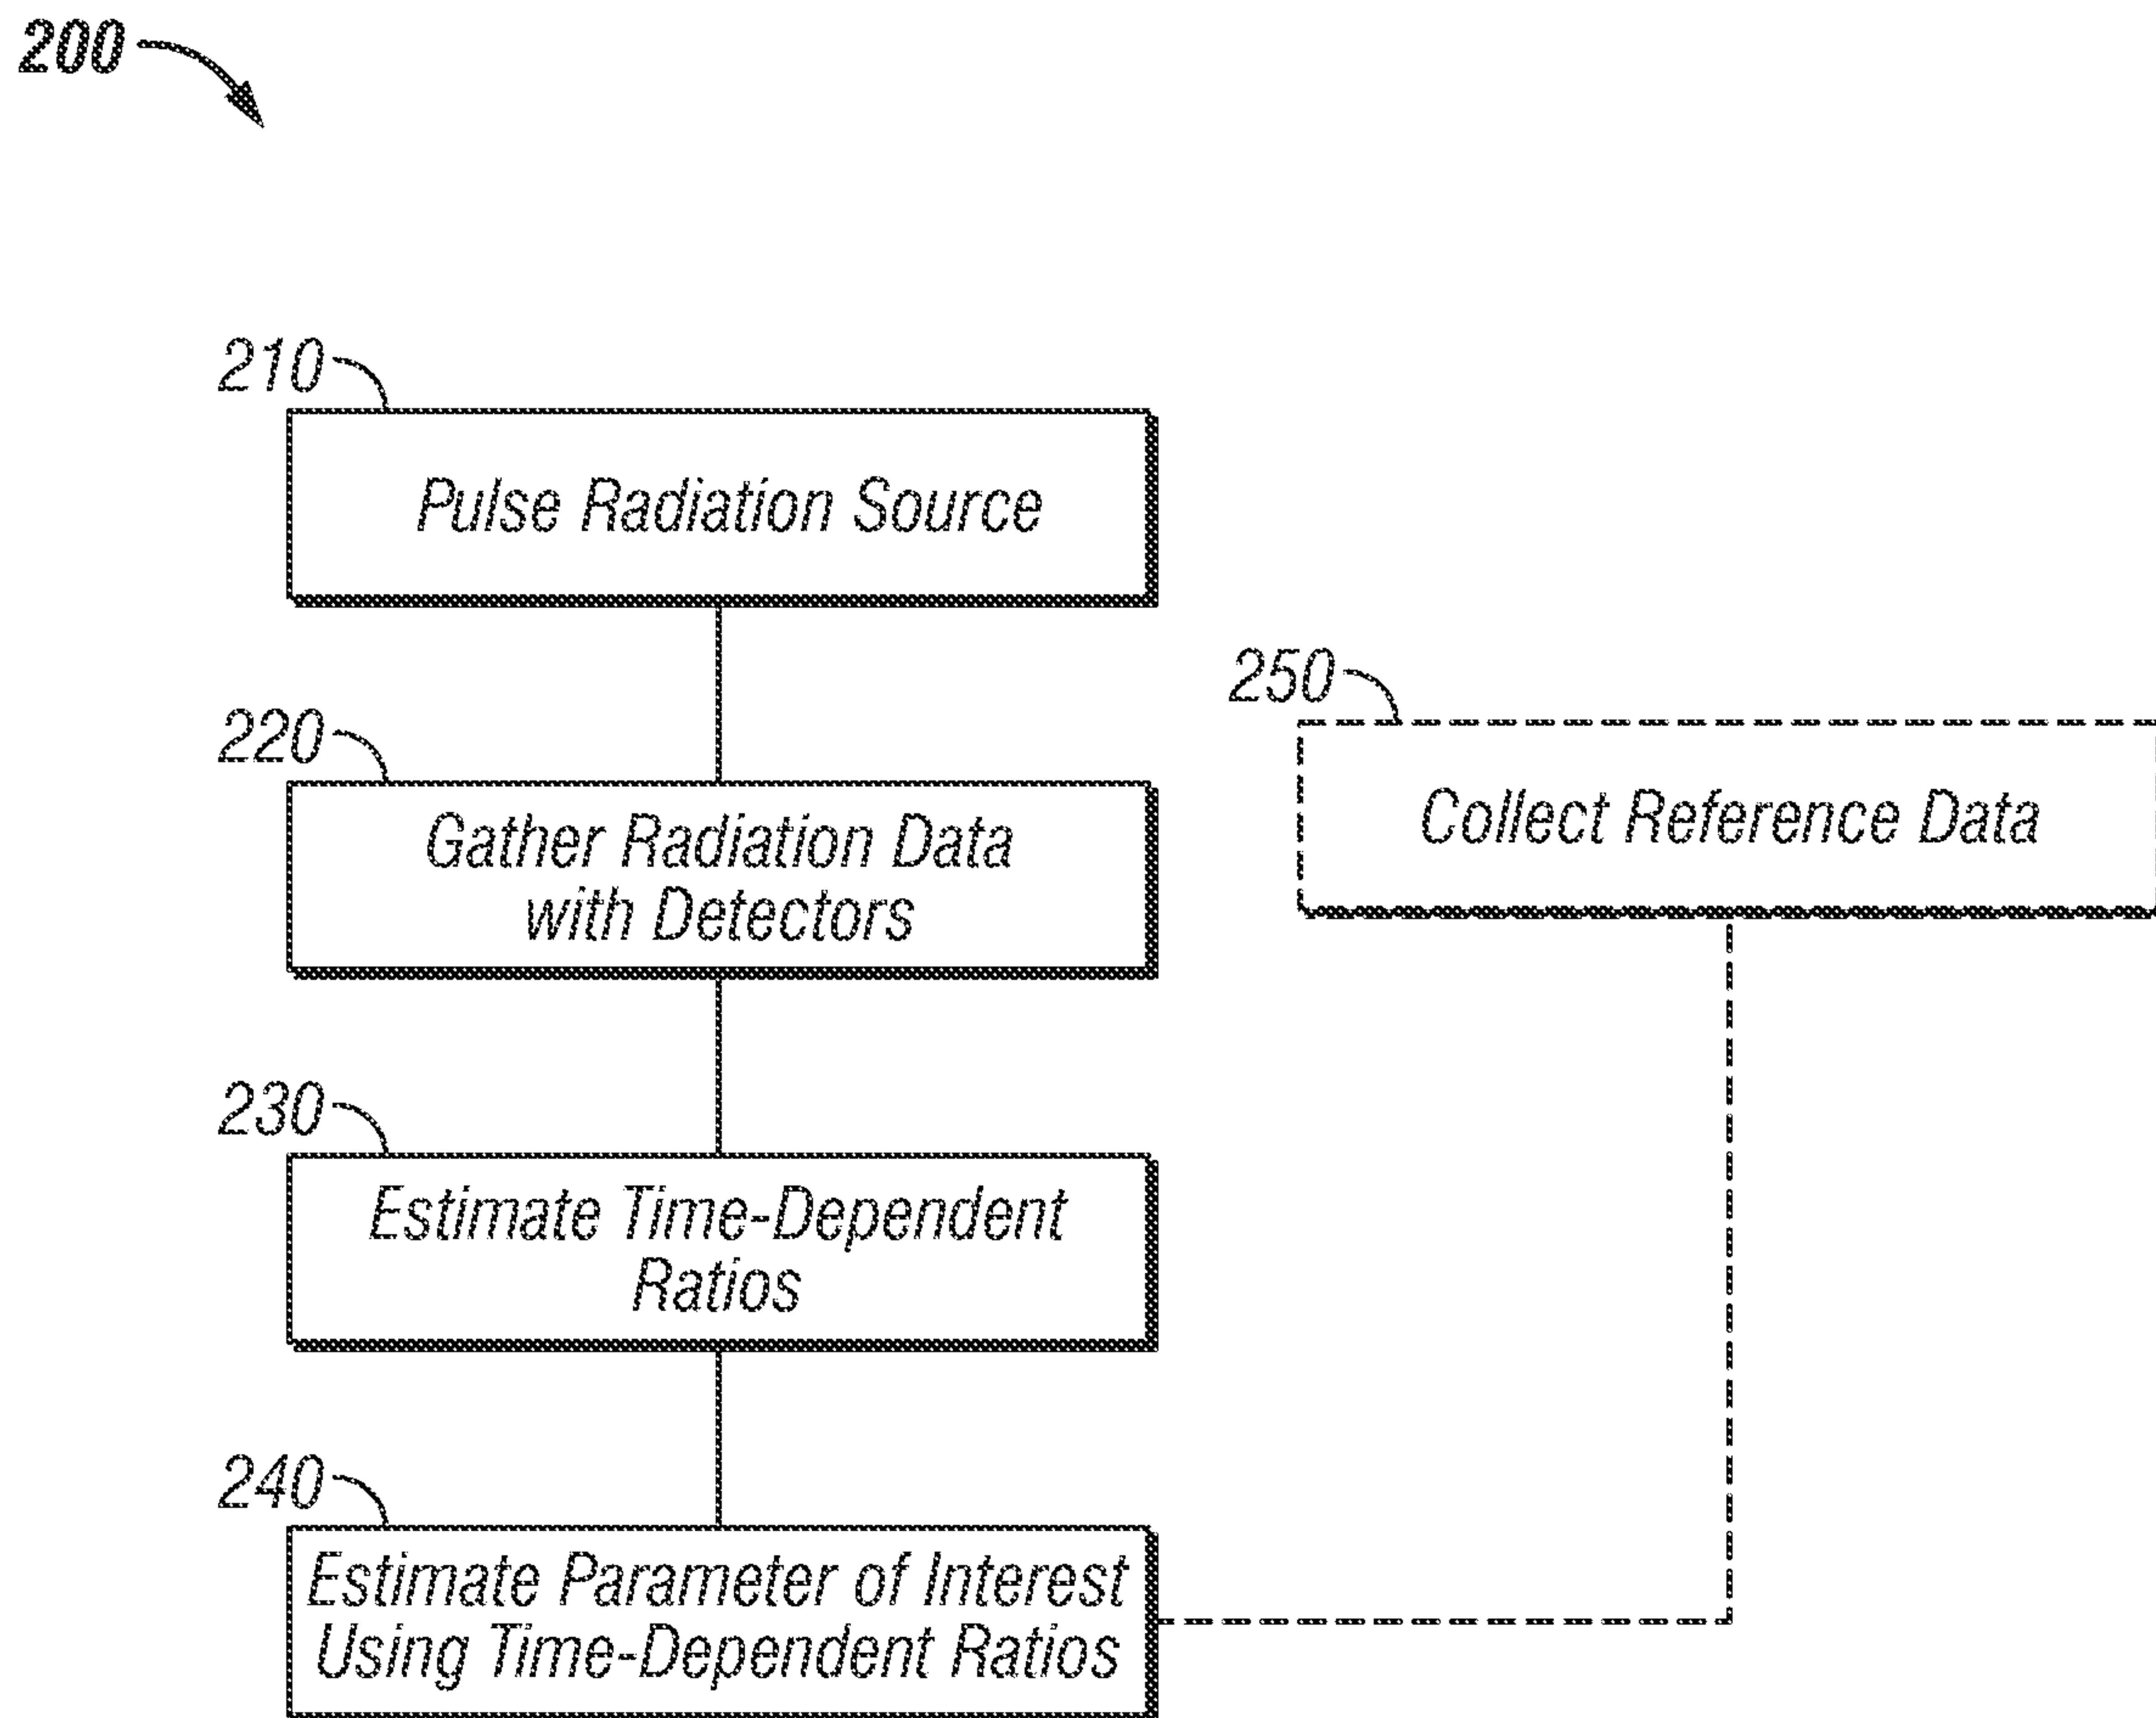 200
210
Pulse Radiation Source
220
Gather Radiation Data
with Detectors
250
Collect Reference Data
230
Estimate Time-Dependent
Ratios
240
Estimate Parameter of Interest
Using Time-Dependent Ratios